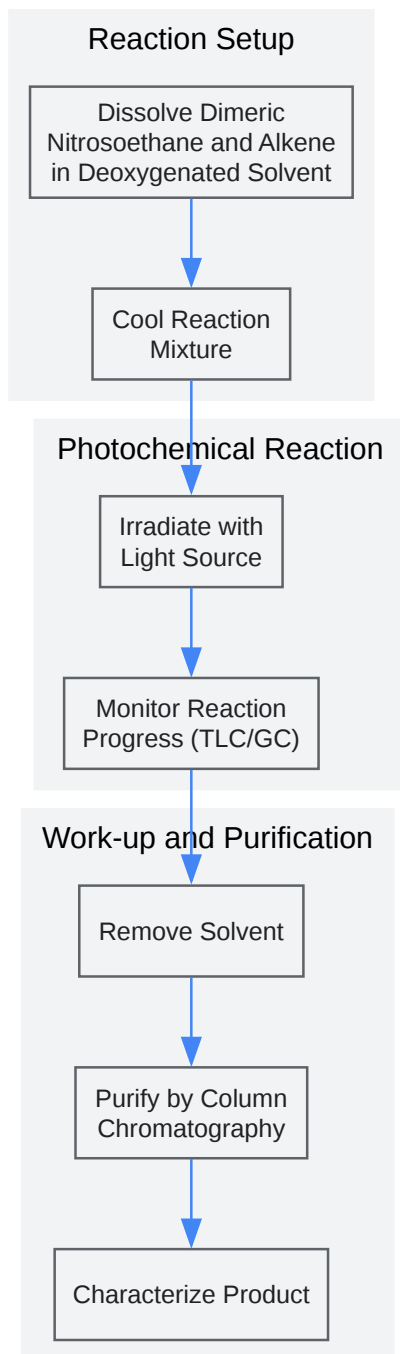 Reaction Setup
Dissolve Dimeric
Nitrosoethane and Alkene
in Deoxygenated Solvent
Cool Reaction
Mixture
Photochemical Reaction
Irradiate with
Light Source
Monitor Reaction
Progress (TLC/GC)
Work-up and Purification
Remove Solvent
Purify by Column
Chromatography
Characterize Product